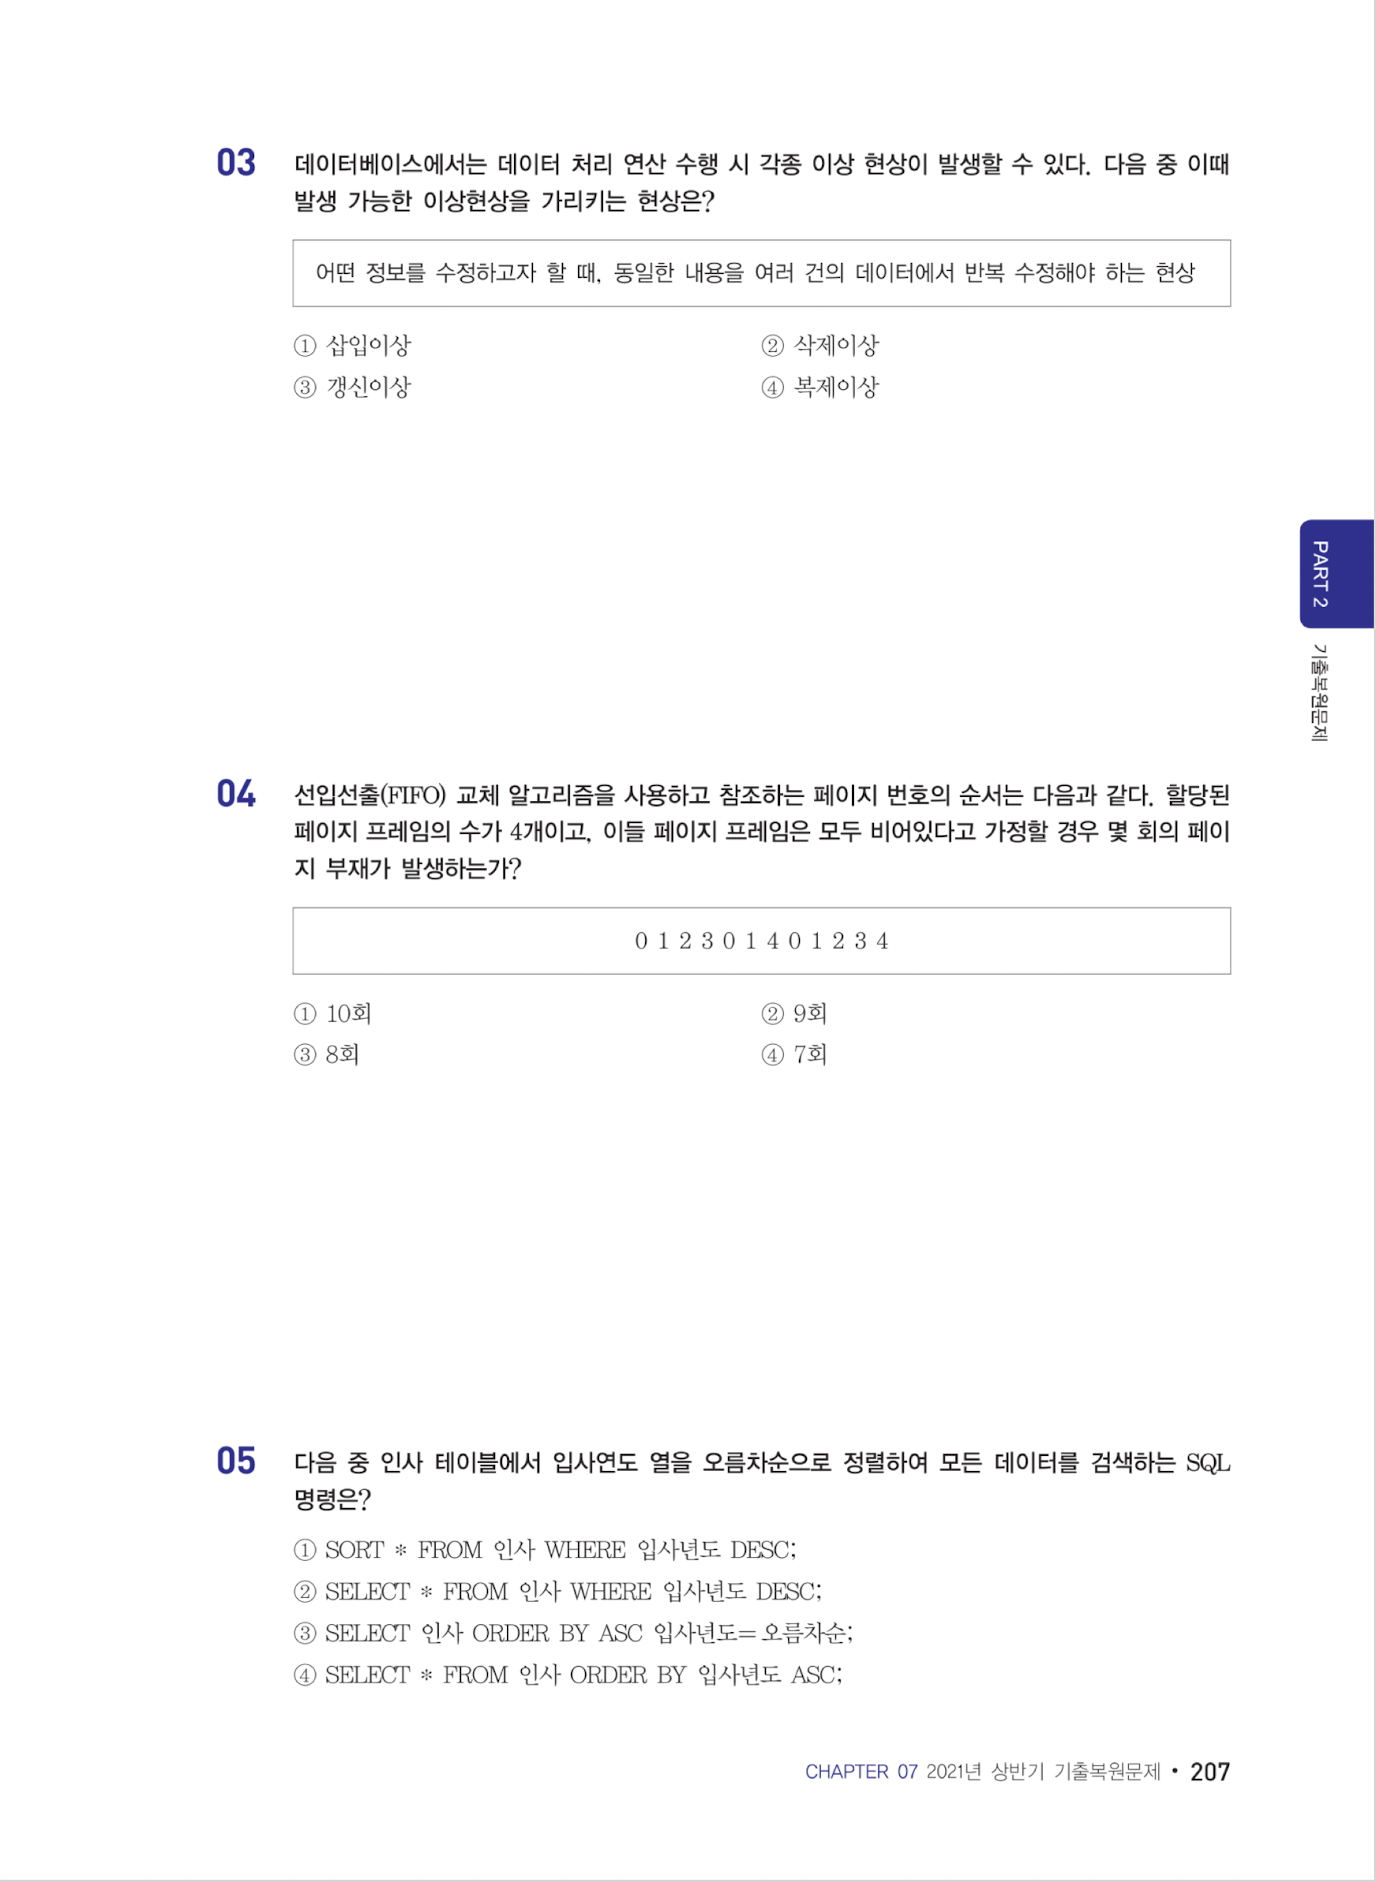 03 데이터베이스에서는 데이터 처리 연산 수행 시 각종 이상 현상이 발생할 수 있다. 다음 중 이때
발생 가능한 이상현상을 가리키는 현상은?
어떤 정보를 수정하고자 할 때, 동일한 내용을 여러 건의 데이터에서 반복 수정해야 하는 현상
① 삽입이상 ② 삭제이상
③ 갱신이상 ④ 복제이상
PART 2 기출복원문제
04 선입선출(FIFO) 교체 알고리즘을 사용하고 참조하는 페이지 번호의 순서는 다음과 같다. 할당된
페이지 프레임의 수가 4개이고, 이들 페이지 프레임은 모두 비어있다고 가정할 경우 몇 회의 페이
지 부재가 발생하는가?
0 1 2 3 0 1 4 0 1 2 3 4
① 10회 ② 9회
③ 8회 ④ 7회
05 다음 중 인사 테이블에서 입사연도 열을 오름차순으로 정렬하여 모든 데이터를 검색하는 SQL
명령은?
① SORT * FROM 인사 WHERE 입사년도 DESC;
② SELECT * FROM 인사 WHERE 입사년도 DESC;
③ SELECT 인사 ORDER BY ASC 입사년도=오름차순;
④ SELECT * FROM 인사 ORDER BY 입사년도 ASC;
CHAPTER 07 2021년 상반기 기출복원문제 • 207